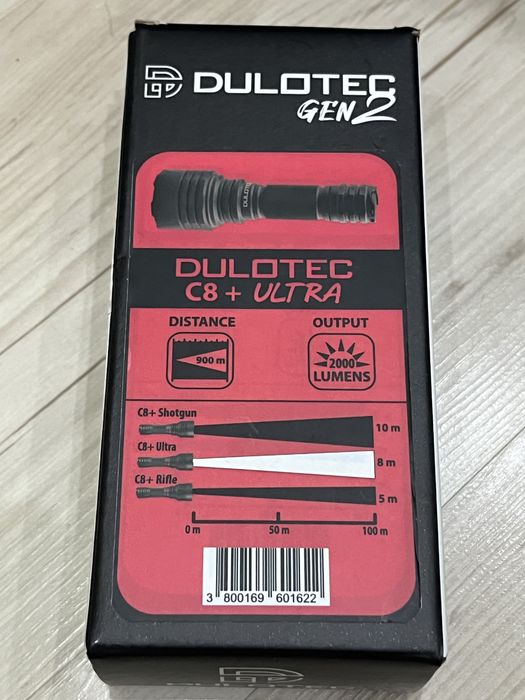 DULOTEC
GEN2
DULOTEC
DULOTEC
C8 + ULTRA
DISTANCE
OUTPUT
900 m
2000
LUMENS
C8+ Shotgun
10 m
C8+ Ultra
8 m
C8+ Rifle
5 m
0 m 50 m 100 m
3 800169 601622